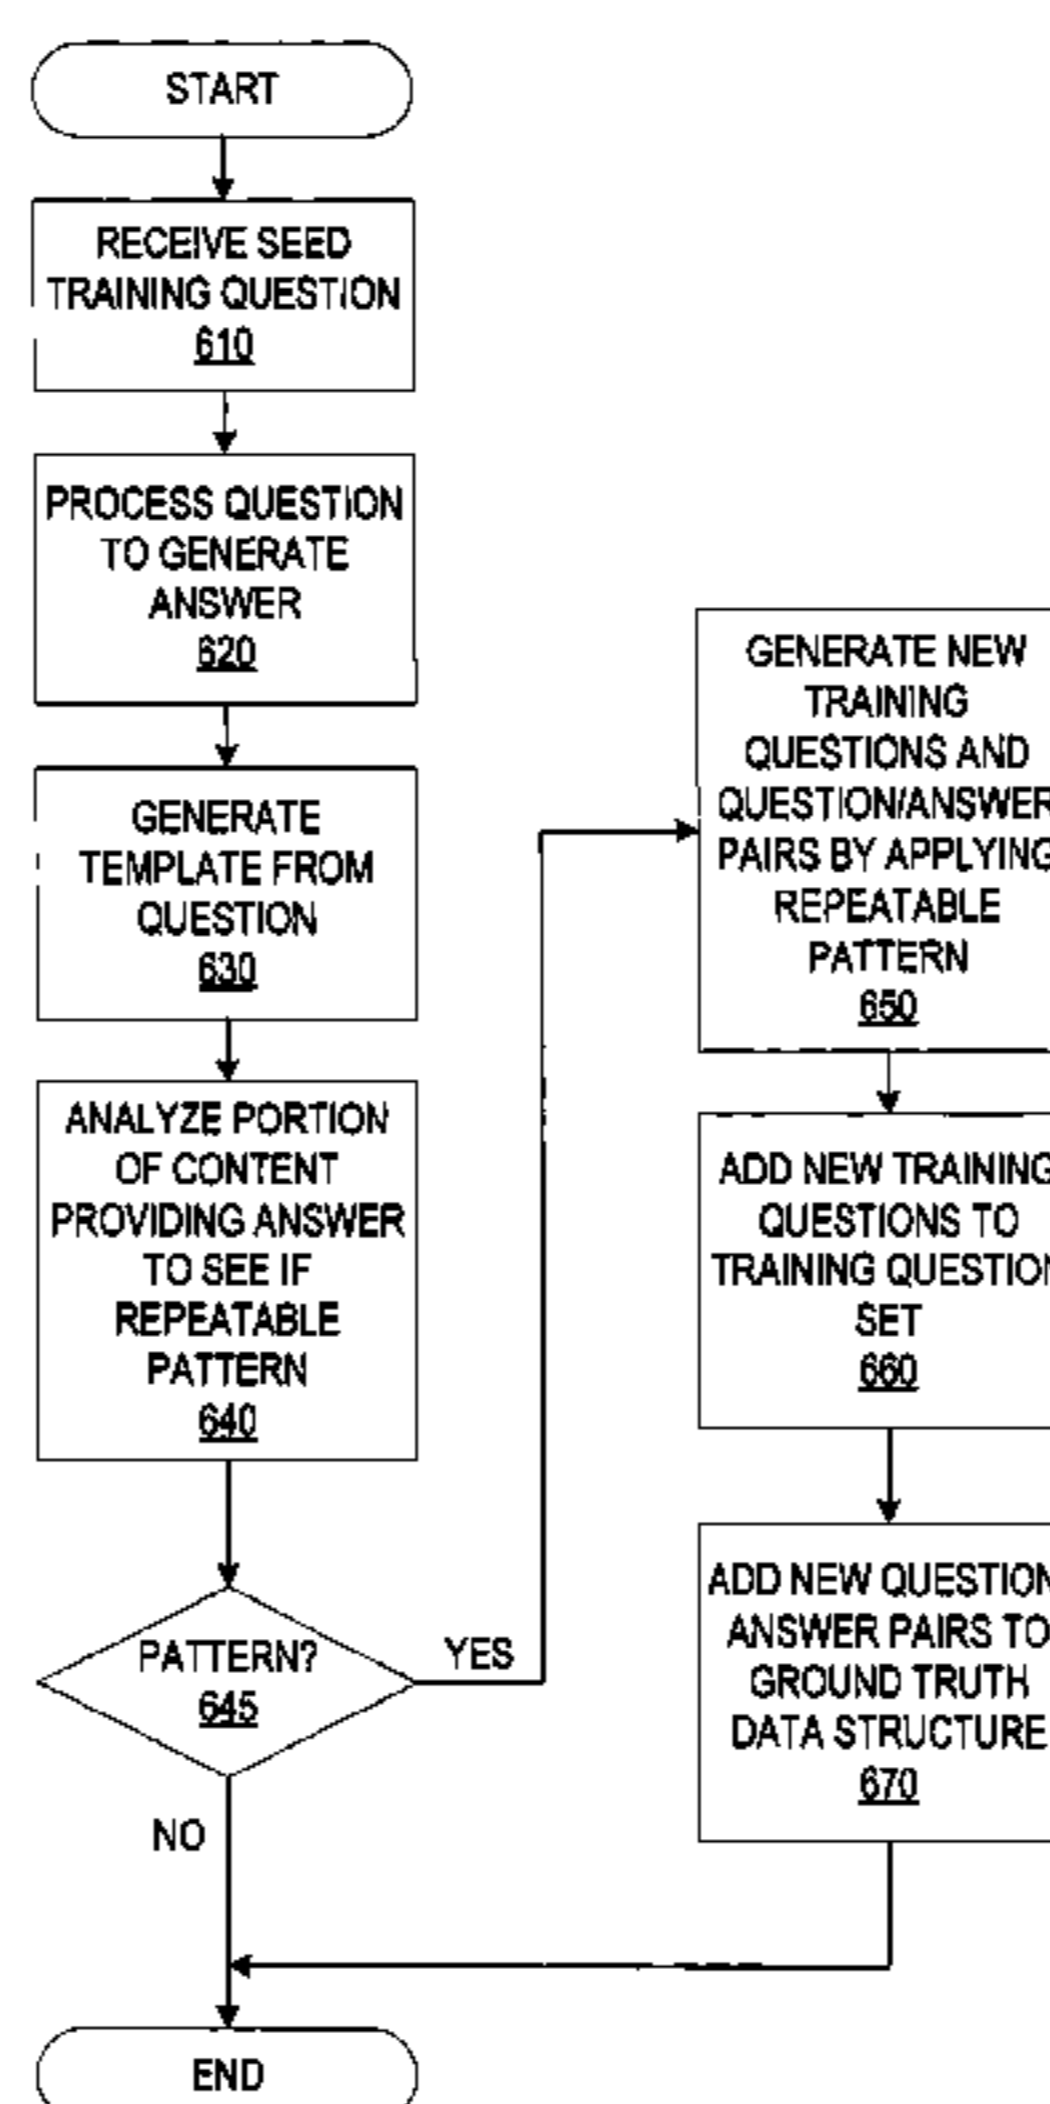 START
RECEIVE SEED
TRAINING QUESTION
610
PROCESS QUESTION
TO GENERATE
ANSWER
620
GENERATE
TEMPLATE FROM
QUESTION
630
ANALYZE PORTION
OF CONTENT
PROVIDING ANSWER
TO SEE IF
REPEATABLE
PATTERN
640
PATTERN?
645
YES
NO
END
GENERATE NEW
TRAINING
QUESTIONS AND
QUESTION/ANSWER
PAIRS BY APPLYING
REPEATABLE
PATTERN
650
ADD NEW TRAINING
QUESTIONS TO
TRAINING QUESTION
SET
660
ADD NEW QUESTION
ANSWER PAIRS TO
GROUND TRUTH
DATA STRUCTURE
670